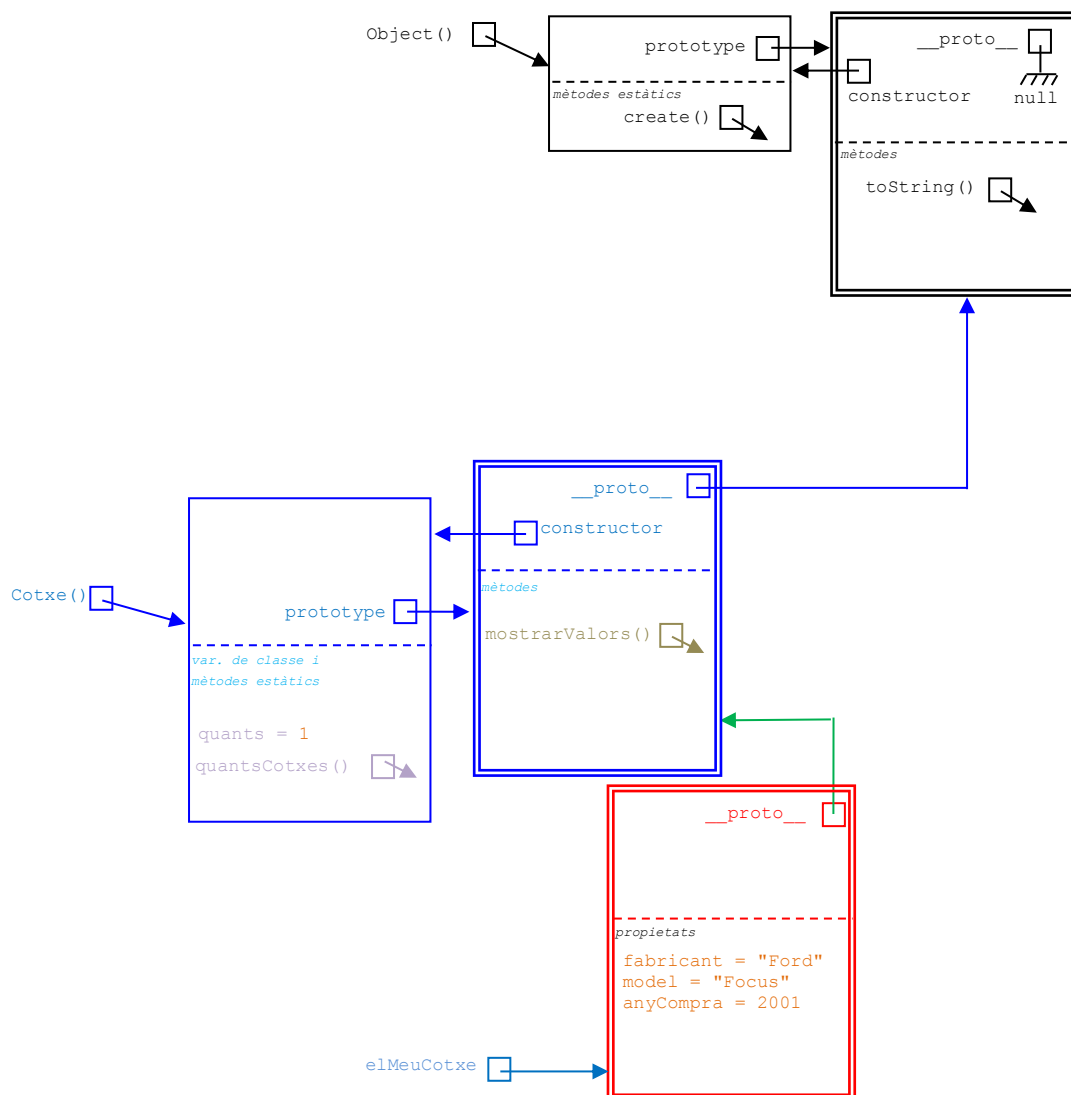 Object()
prototype
mètodes estàtics
create()
__proto__
constructor
null
mètodes
toString()
Cotxe()
prototype
var. de classe i
mètodes estàtics
quants = 1
quantsCotxes()
__proto__
constructor
mètodes
mostrarValors()
__proto__
propietats
fabricant = "Ford"
model = "Focus"
anyCompra = 2001
elMeuCotxe